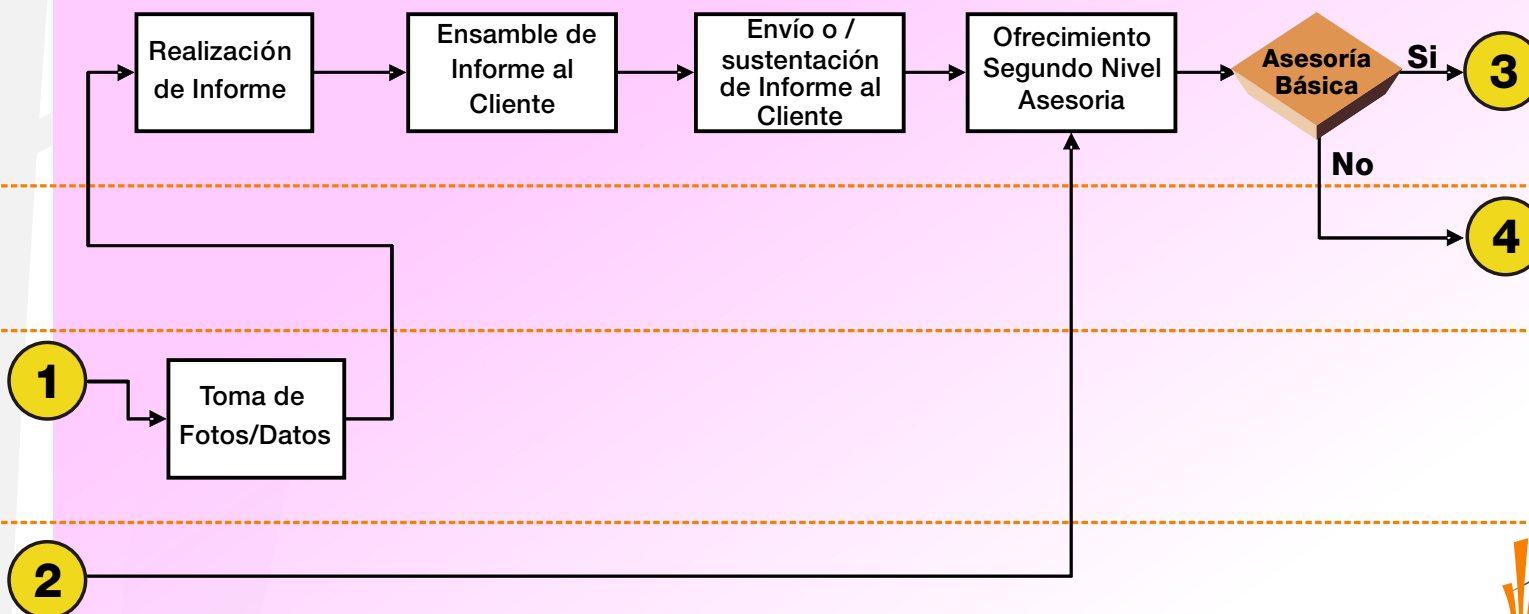 Realización
de Informe
Ensamble de
Informe al
Cliente
Envío o /
sustentación
de Informe al
Cliente
Ofrecimiento
Segundo Nivel
Asesoria
Asesoría
Básica
Si
3
No
4
1
Toma de
Fotos/Datos
2